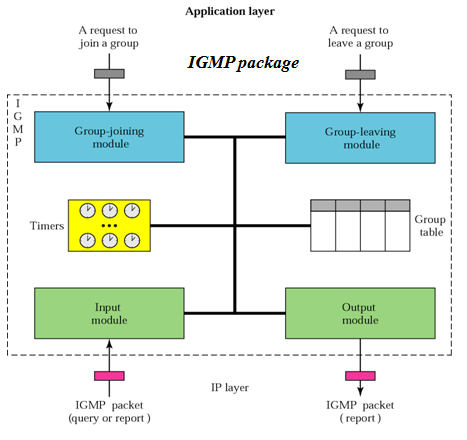 Application layer
A request to
join a group
A request to
leave a group
IGMP package
I
G
M
P
Group-joining
module
Group-leaving
module
Timers
•••
Group
table
Input
module
Output
module
IGMP packet
(query or report )
IP layer
IGMP packet
( report )